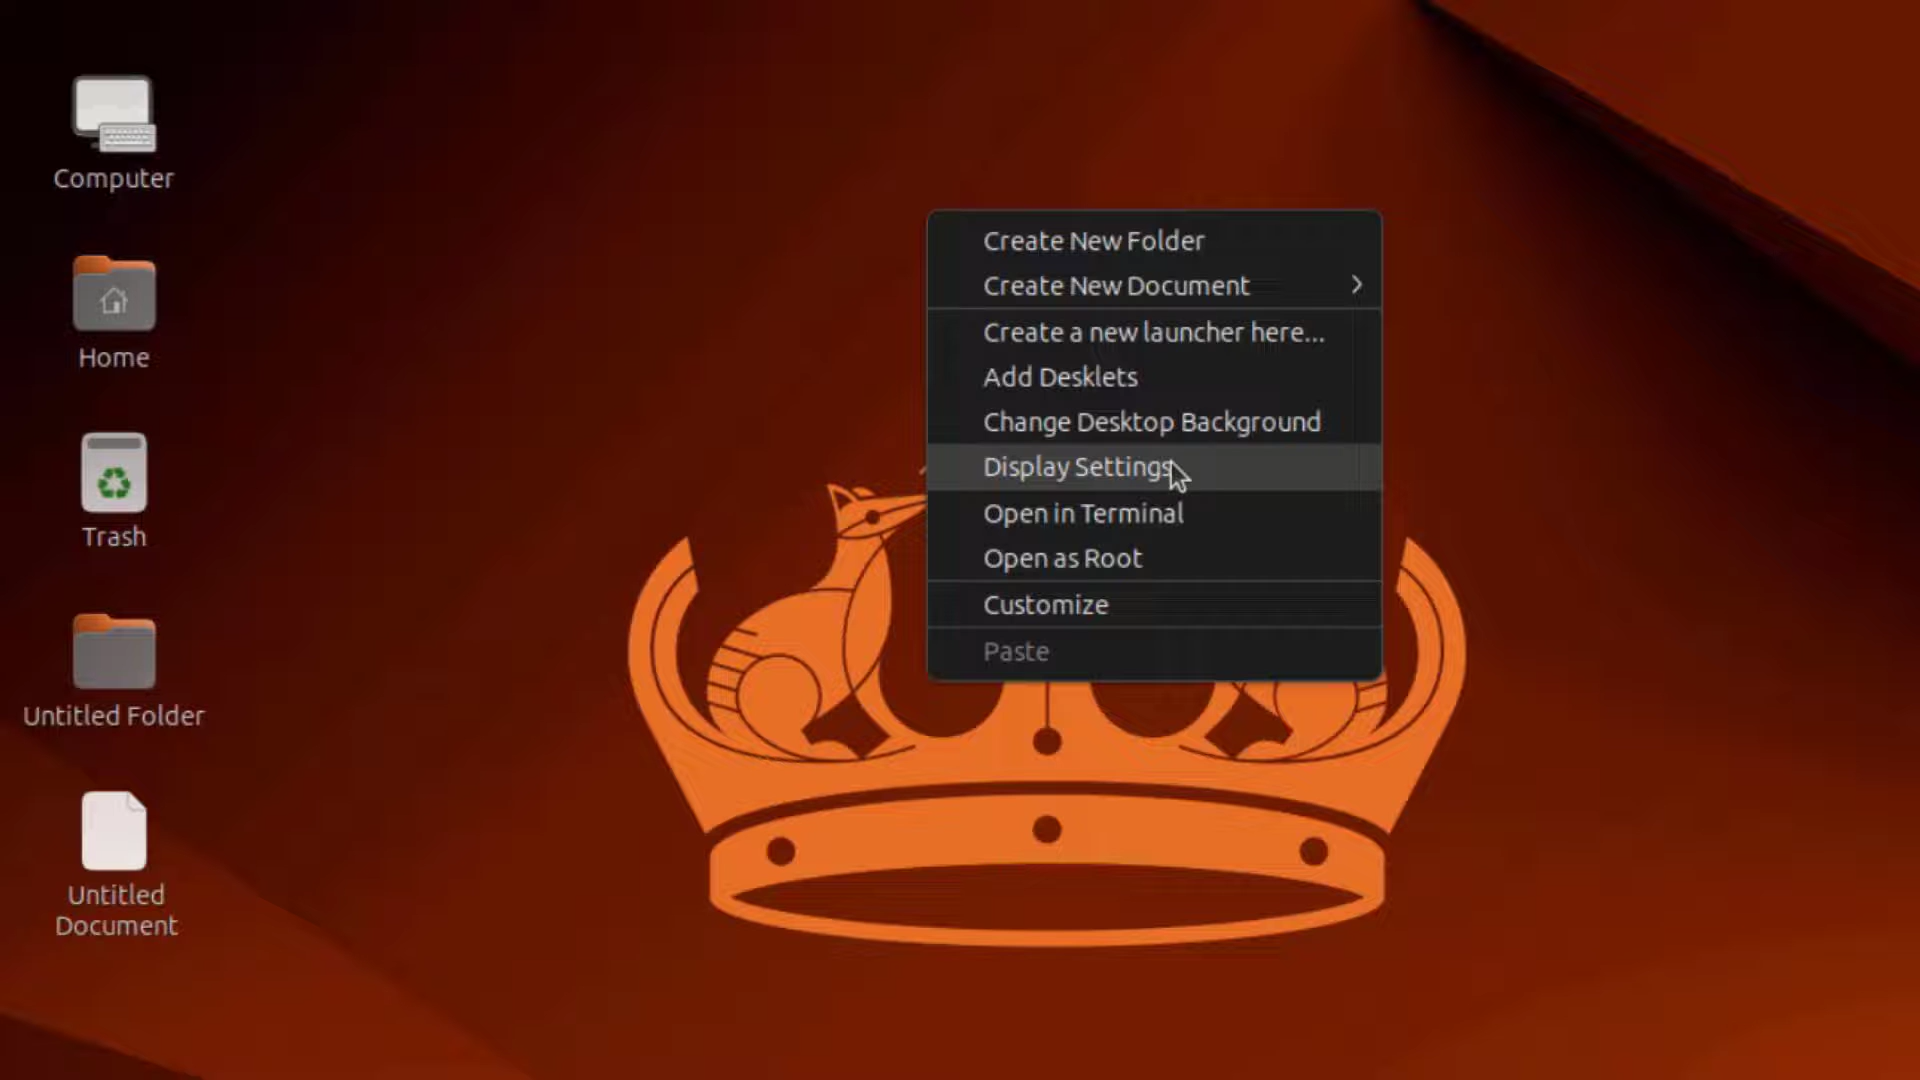 Computer
Home
Trash
Untitled Folder
Untitled
Document
Create New Folder
Create New Document
Create a new launcher here...
Add Desklets
Change Desktop Background
Display Settings
Open in Terminal
Open as Root
Customize
Paste